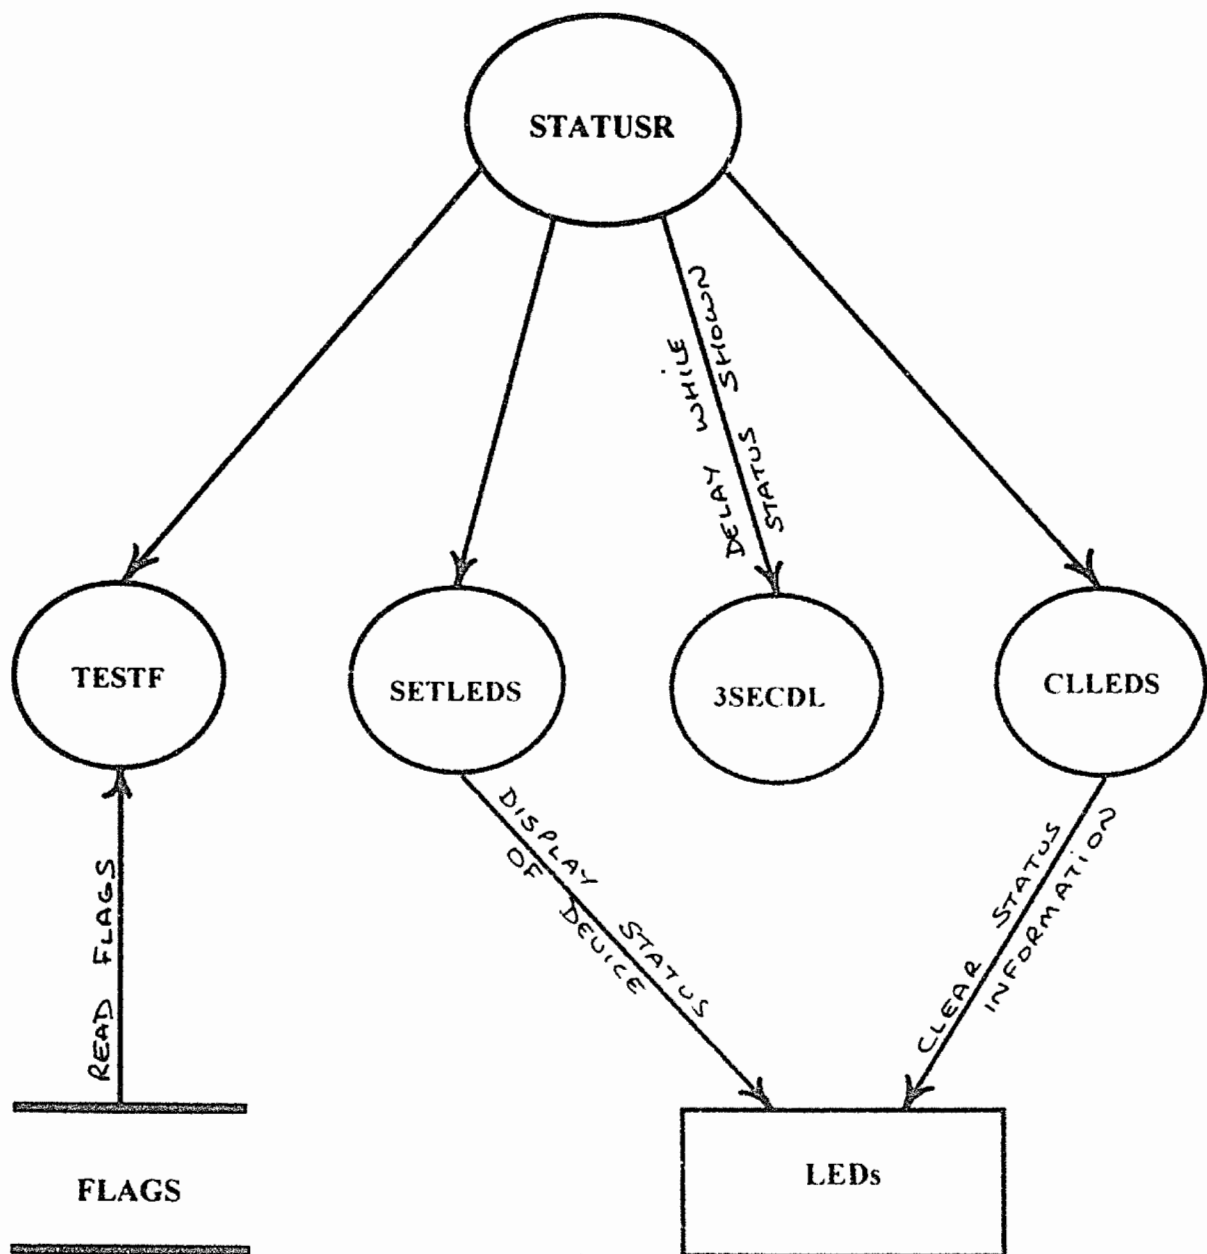 STATUSR
DELAY WHILE
STATUS SHOWN
TESTF
SETLEDS
3SECDL
CLLEDS
READ FLAGS
DISPLAY STATUS
OF DEVICE
CLEAR STATUS
INFORMATION
FLAGS
LEDs